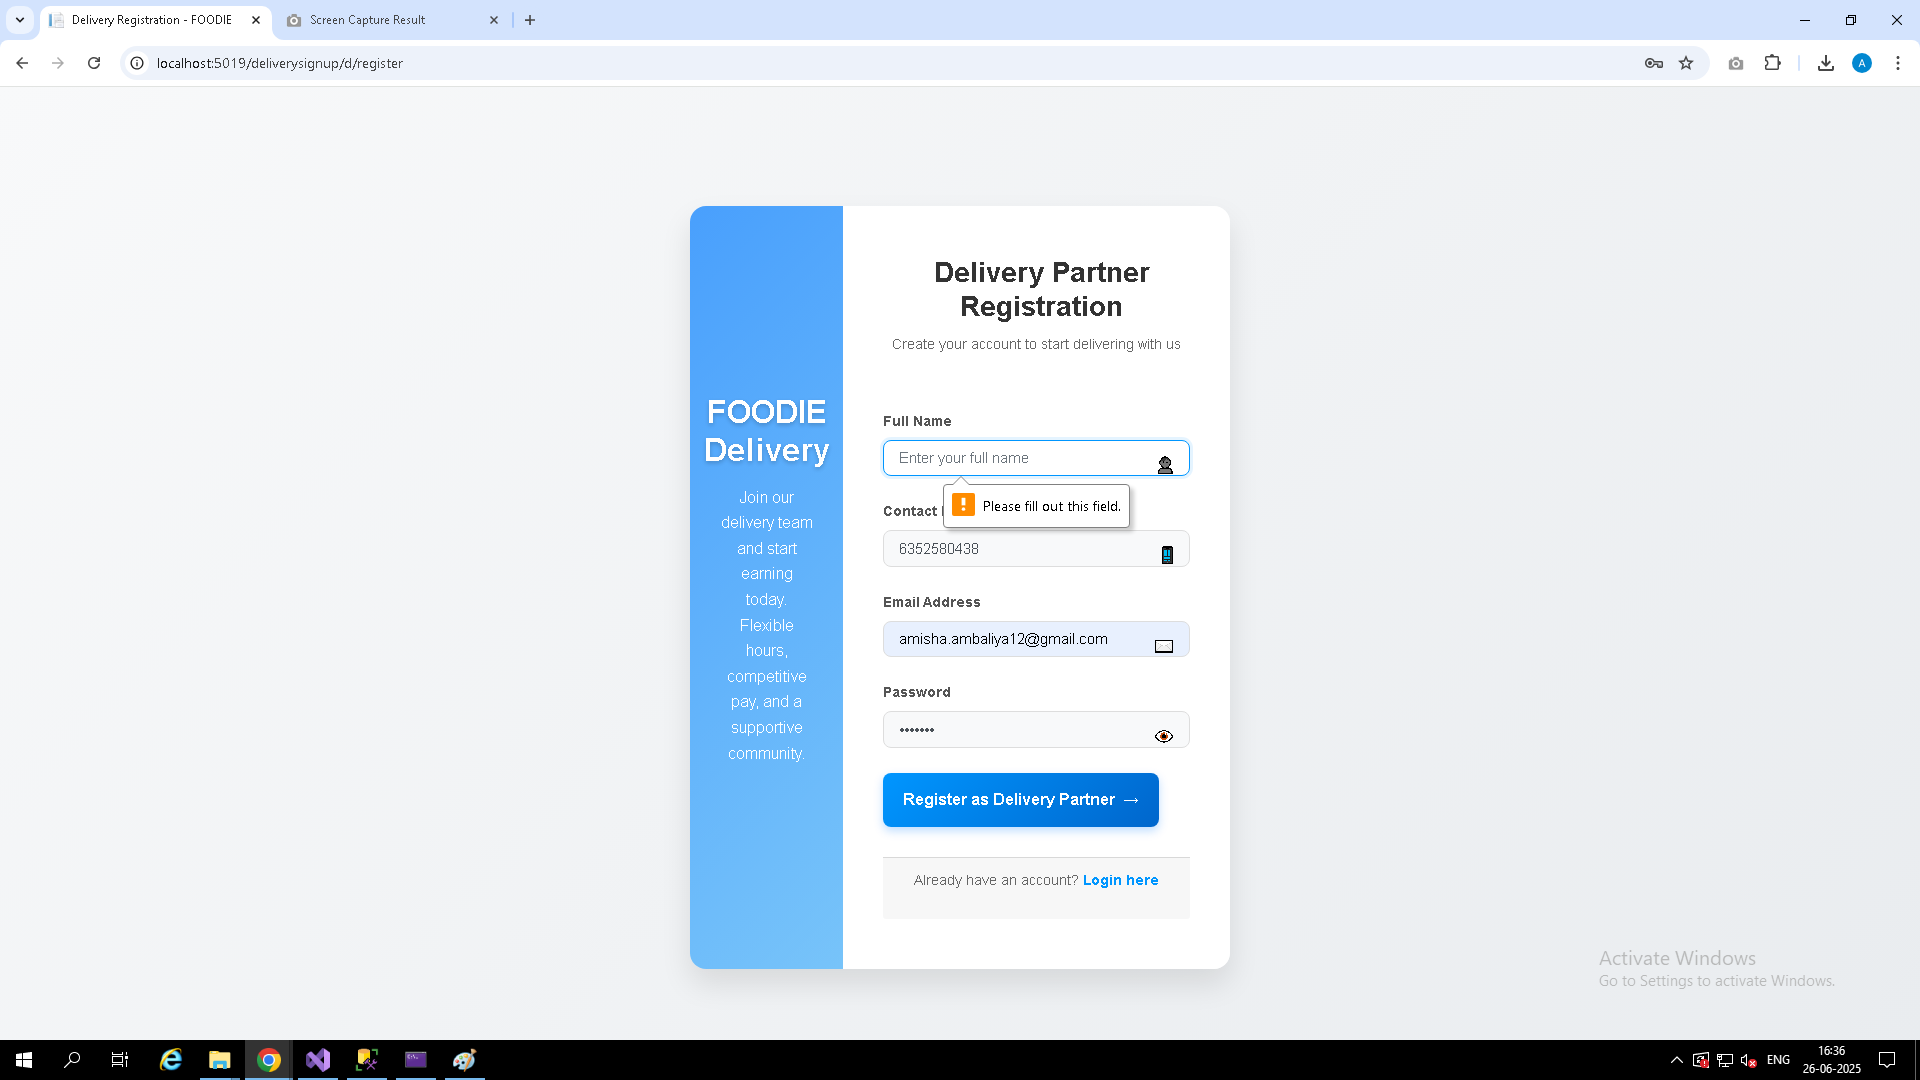 Delivery Registration - FOODIE
Screen Capture Result
localhost:5019/deliverysignup/d/register
A
FOODIE
Delivery
Join our
delivery team
and start
earning
today.
Flexible
hours,
competitive
pay, and a
supportive
community.
Delivery Partner
Registration
Create your account to start delivering with us
Full Name
Enter your full name
Please fill out this field.
Contact
6352580438
Email Address
amisha.ambaliya12@gmail.com
Password
•••••••
Register as Delivery Partner →
Already have an account? Login here
Activate Windows
Go to Settings to activate Windows.
ENG
16:36
26-06-2025